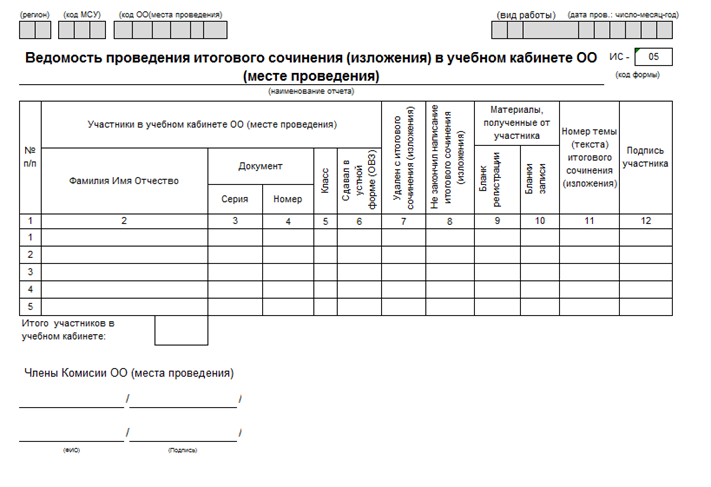 (регион) (код МСУ) (код ОО(места проведения) (вид работы) (дата пров.: число-месяц-год)
Ведомость проведения итогового сочинения (изложения) в учебном кабинете ОО
(месте проведения)
ИС - 05
(код формы)
(наименование отчета)
№
п/п
Участники в учебном кабинете ОО (месте проведения)
Фамилия Имя Отчество
Документ
Серия
Номер
Класс
Сдавал в
устной
форме (ОВЗ)
Удален с итогового
сочинения (изложения)
Не закончил написание
итогового сочинения
(изложения)
Материалы,
полученные от
участника
Бланк
регистрации
Бланки
записи
Номер темы
(текста)
итогового
сочинения
(изложения)
Подпись
участника
1 2 3 4 5 6 7 8 9 10 11 12
1
2
3
4
5
Итого участников в
учебном кабинете:
Члены Комиссии ОО (места проведения)
/ /
/ /
(ФИО) (Подпись)